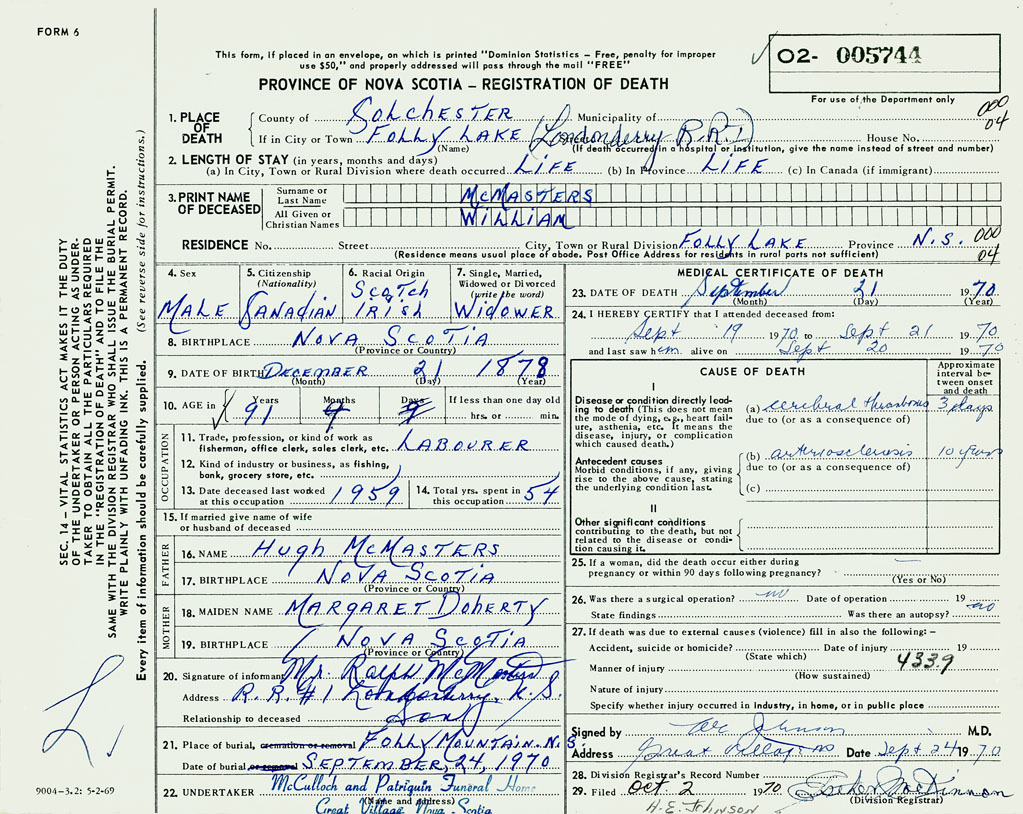 FORM 6
This form, if placed in an envelope, on which is printed "Dominion Statistics – Free, penalty for improper
use $50," and properly addressed will pass through the mail "FREE"
PROVINCE OF NOVA SCOTIA – REGISTRATION OF DEATH
02- 005744
For use of the Department only
000
04
1. PLACE OF DEATH
County of COLCHESTER Municipality of
If in City or Town FOLLY LAKE (Londonderry R.R.1) House No.
(Name) (If death occurred in a hospital or institution, give the name instead of street and number)
2. LENGTH OF STAY (in years, months and days)
(a) In City, Town or Rural Division where death occurred LIFE (b) In Province LIFE (c) In Canada (if immigrant)
3. PRINT NAME OF DECEASED
Surname or Last Name McMASTERS
All Given or Christian Names WILLIAM
RESIDENCE No. Street City, Town or Rural Division FOLLY LAKE Province N.S. 000
(Residence means usual place of abode. Post Office Address for residents in rural parts not sufficient) 04
4. Sex
MALE
5. Citizenship
(Nationality)
CANADIAN
6. Racial Origin
SCOTCH
IRISH
7. Single, Married,
Widowed or Divorced
(write the word)
WIDOWER
8. BIRTHPLACE NOVA SCOTIA
(Province or Country)
9. DATE OF BIRTH DECEMBER 21 1878
(Month) (Day) (Year)
10. AGE in Years Months Days If less than one day old
91 hrs. or min.
OCCUPATION
11. Trade, profession, or kind of work as
fisherman, office clerk, sales clerk, etc. LABOURER
12. Kind of industry or business, as fishing,
bank, grocery store, etc.
13. Date deceased last worked
at this occupation 1959
14. Total yrs. spent in
this occupation 54
15. If married give name of wife
or husband of deceased
FATHER
16. NAME HUGH McMASTERS
17. BIRTHPLACE NOVA SCOTIA
(Province or Country)
MOTHER
18. MAIDEN NAME MARGARET DOHERTY
19. BIRTHPLACE NOVA SCOTIA
(Province or Country)
20. Signature of informant Mr. Ralph McMasters
Address R.R.#1 Londonderry, N.S.
Relationship to deceased Son
21. Place of burial, cremation or removal FOLLY MOUNTAIN. N.S.
Date of burial or removal SEPTEMBER, 24, 1970
22. UNDERTAKER McCulloch and Patriquin Funeral Home
(Name and address)
Great Village Nova Scotia
MEDICAL CERTIFICATE OF DEATH
23. DATE OF DEATH September 21 1970
(Month) (Day) (Year)
24. I HEREBY CERTIFY that I attended deceased from:
Sept 19 1970 to Sept 21 1970
and last saw him alive on Sept 20 1970
CAUSE OF DEATH
Approximate interval between onset and death
I
Disease or condition directly leading
to death (This does not mean
the mode of dying, e.g., heart failure,
asthenia, etc. It means the
disease, injury, or complication
which caused death.)
(a) cerebral thrombosis 3 days
due to (or as a consequence of)
Antecedent causes
Morbid conditions, if any, giving
rise to the above cause, stating
the underlying condition last.
(b) arteriosclerosis 10 years
due to (or as a consequence of)
(c)
II
Other significant conditions
contributing to the death, but not
related to the disease or condition
causing it.
25. If a woman, did the death occur either during
pregnancy or within 90 days following pregnancy?
(Yes or No)
26. Was there a surgical operation? no Date of operation 19
State findings Was there an autopsy? no
27. If death was due to external causes (violence) fill in also the following: –
Accident, suicide or homicide? Date of injury 19
(State which) 4339
Manner of injury
(How sustained)
Nature of injury
Specify whether injury occurred in Industry, in home, or in public place
Signed by Johnson M.D.
Address Great Village NS Date Sept 24 1970
28. Division Registrar's Record Number
29. Filed Oct 2 1970
(Division Registrar)
H.E. JOHNSON
SEC. 14 – VITAL STATISTICS ACT MAKES IT THE DUTY
OF THE UNDERTAKER OR PERSON ACTING AS UNDERTAKER
TO OBTAIN ALL THE PARTICULARS REQUIRED
IN THE "REGISTRATION OF DEATH" AND TO FILE THE
SAME WITH THE DIVISION REGISTRAR WHO SHALL ISSUE THE BURIAL PERMIT.
WRITE PLAINLY WITH UNFADING INK. THIS IS A PERMANENT RECORD.
Every item of information should be carefully supplied. (See reverse side for instructions.)
9004-3.2: 5-2-69